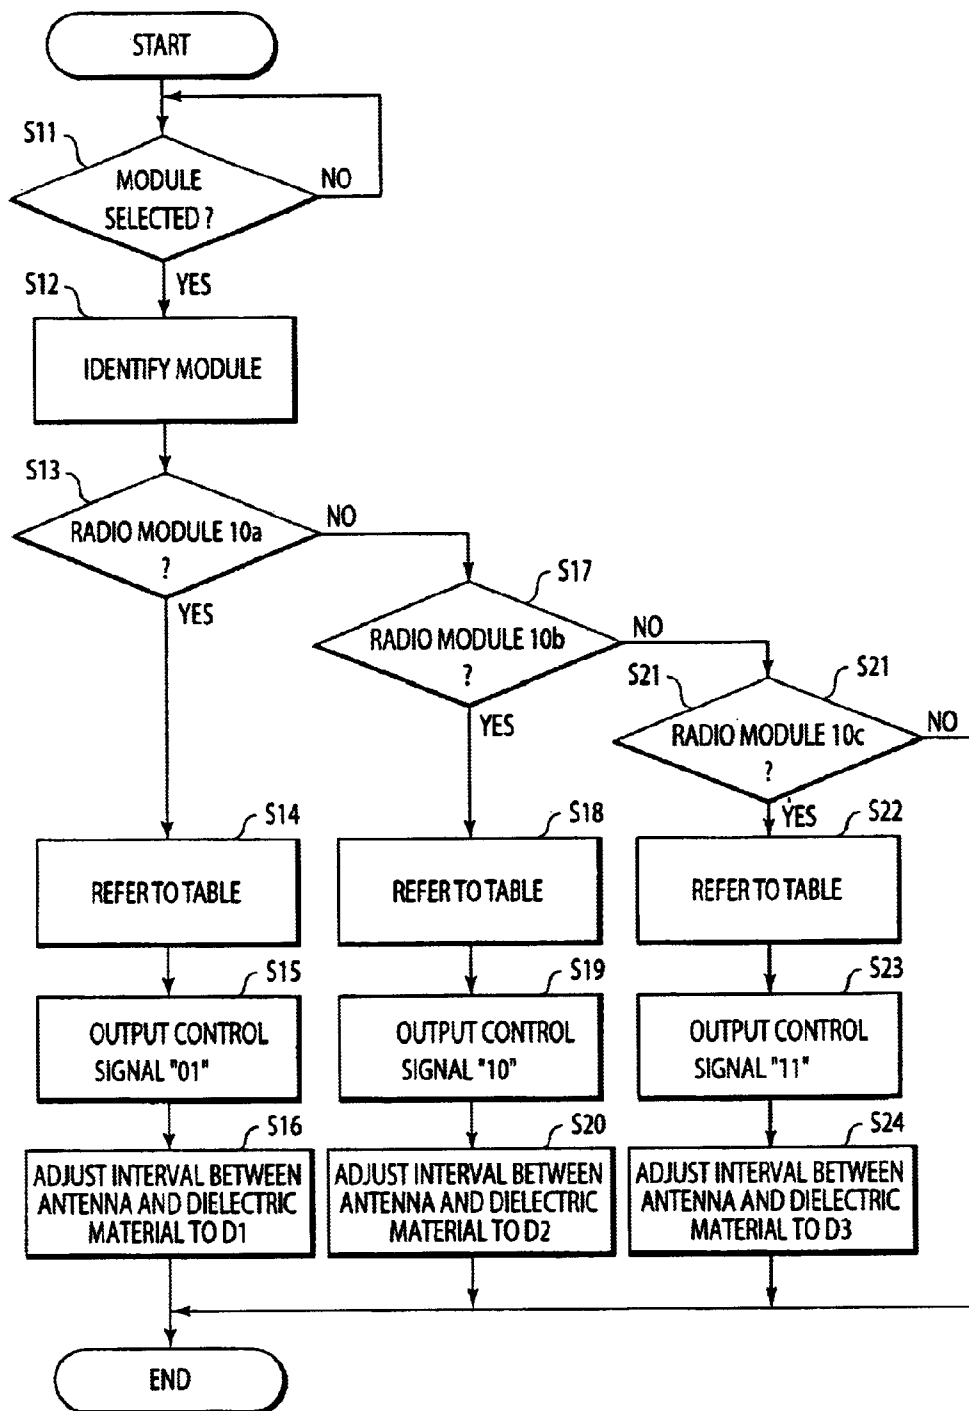 START
S11
MODULE
SELECTED ?
NO
YES
S12
IDENTIFY MODULE
S13
RADIO MODULE 10a
?
NO
YES
S17
RADIO MODULE 10b
?
NO
YES
S21
S21
RADIO MODULE 10c
?
NO
YES
S14
REFER TO TABLE
S18
REFER TO TABLE
S22
REFER TO TABLE
S15
OUTPUT CONTROL
SIGNAL "01"
S19
OUTPUT CONTROL
SIGNAL "10"
S23
OUTPUT CONTROL
SIGNAL "11"
S16
ADJUST INTERVAL BETWEEN
ANTENNA AND DIELECTRIC
MATERIAL TO D1
S20
ADJUST INTERVAL BETWEEN
ANTENNA AND DIELECTRIC
MATERIAL TO D2
S24
ADJUST INTERVAL BETWEEN
ANTENNA AND DIELECTRIC
MATERIAL TO D3
END